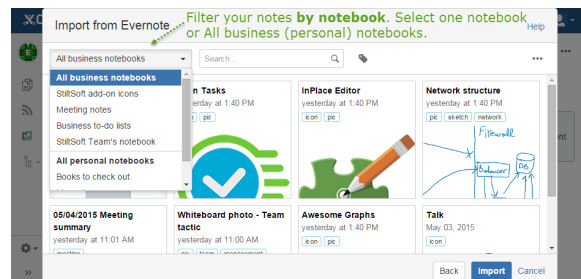 Import from Evernote
Filter your notes by notebook. Select one notebook
or All business (personal) notebooks.
Help
All business notebooks
Search...
All business notebooks
StiltSoft add-on icons
Meeting notes
Business to-do lists
StiltSoft Team's notebook
All personal notebooks
Books to check out
n Tasks
erday at 1:40 PM
pic
InPlace Editor
yesterday at 1:40 PM
icon pic
Network structure
yesterday at 1:40 PM
pic sketch network
Firewall
Balancer
DB
05/04/2015 Meeting
summary
yesterday at 11:01 AM
meeting
Whiteboard photo - Team
tactic
yesterday at 11:00 AM
pic team management
Awesome Graphs
yesterday at 1:40 PM
icon pic
Talk
May 03, 2015
icon
Back Import Cancel